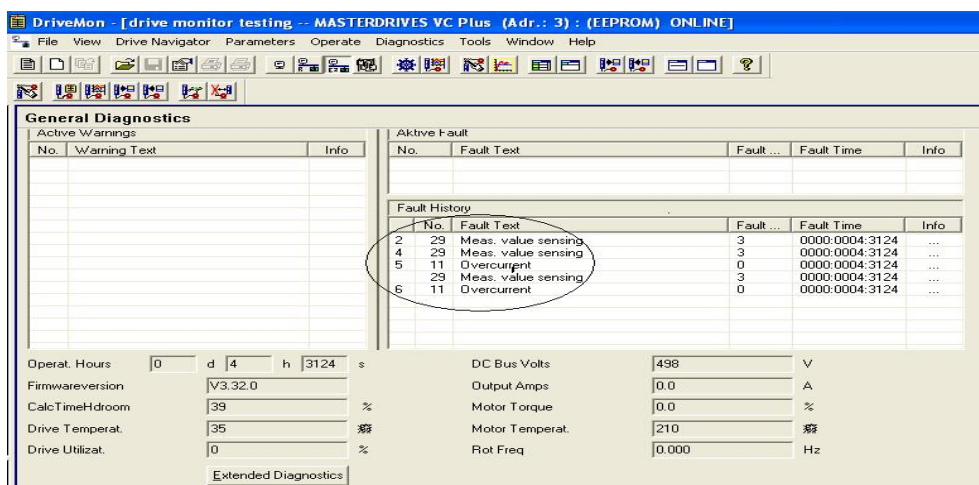 DriveMon - [drive monitor testing -- MASTERDRIVES VC Plus (Adr.: 3) : (EEPROM) ONLINE]
File View Drive Navigator Parameters Operate Diagnostics Tools Window Help
General Diagnostics
Active Warnings
No. Warning Text Info
Aktive Fault
No. Fault Text Fault ... Fault Time Info
Fault History
No. Fault Text Fault ... Fault Time Info
2 29 Meas. value sensing 3 0000:0004:3124 ...
4 29 Meas. value sensing 3 0000:0004:3124 ...
5 11 Overcurrent 0 0000:0004:3124 ...
29 Meas. value sensing 3 0000:0004:3124 ...
6 11 Overcurrent 0 0000:0004:3124 ...
Operat. Hours 0 d 4 h 3124 s
Firmwareversion V3.32.0
CalcTimeHdroom 39 %
Drive Temperat. 35
Drive Utilizat. 0 %
Extended Diagnostics
DC Bus Volts 498 V
Output Amps 0.0 A
Motor Torque 0.0 %
Motor Temperat. 210
Rot Freq 0.000 Hz